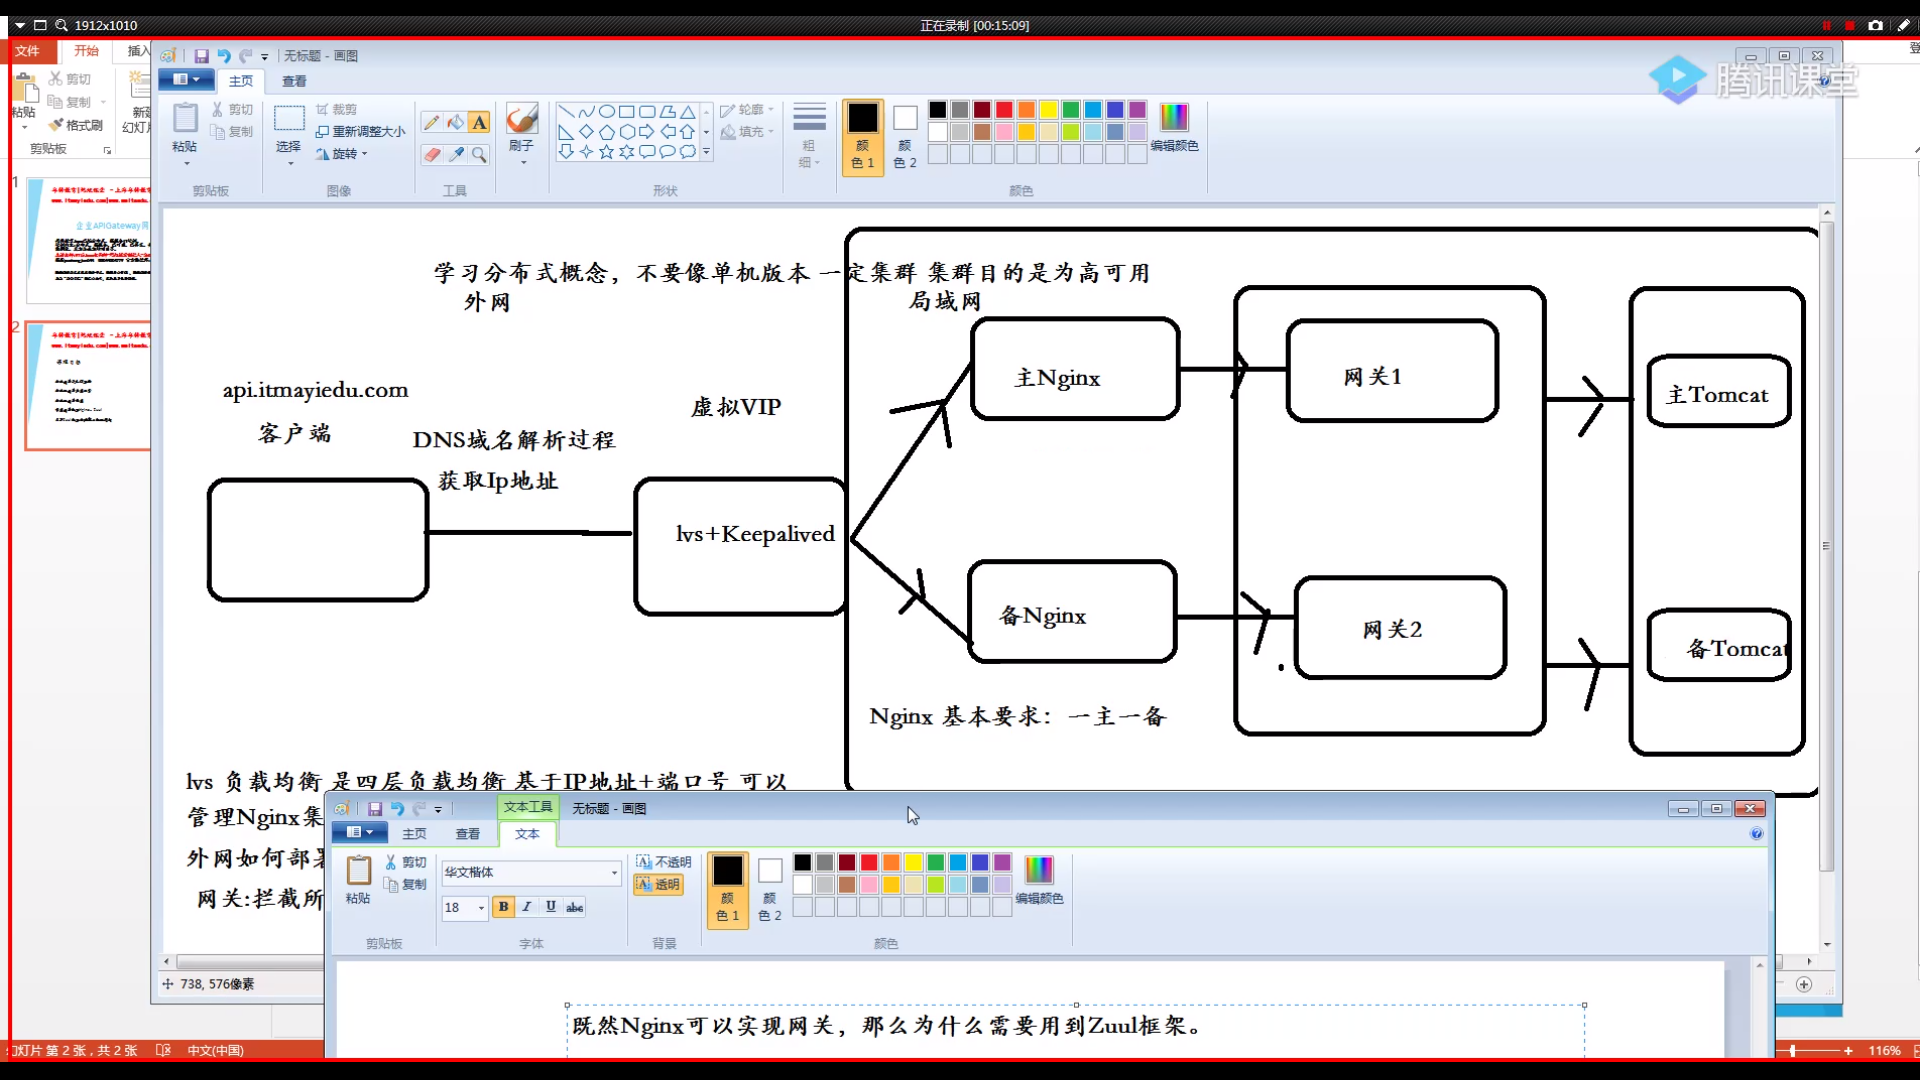 1912x1010
正在录制 [00:15:09]
文件
开始
插入
无标题 - 画图
腾讯课堂
主页
查看
粘贴
剪切
复制
格式刷
剪贴板
新建
幻灯片
粘贴
剪切
复制
剪贴板
选择
裁剪
重新调整大小
旋转
图像
工具
刷子
形状
轮廓
填充
粗
细
颜
色 1
颜
色 2
颜色
编辑颜色
1
2
学习分布式概念，不要像单机版本 一定集群 集群目的是为高可用
外网
局域网
api.itmayiedu.com
客户端
DNS域名解析过程
获取Ip地址
虚拟VIP
lvs+Keepalived
主Nginx
备Nginx
网关1
网关2
主Tomcat
备Tomcat
Nginx 基本要求：一主一备
lvs 负载均衡 是四层负载均衡 基于IP地址+端口号 可以
管理Nginx集
外网如何部署
网关:拦截所
738, 576像素
文本工具
无标题 - 画图
主页
查看
文本
粘贴
剪切
复制
剪贴板
华文楷体
18
B I U abc
字体
不透明
透明
背景
颜
色 1
颜
色 2
颜色
编辑颜色
既然Nginx可以实现网关，那么为什么需要用到Zuul框架。
幻灯片 第 2 张，共 2 张
中文(中国)
116%